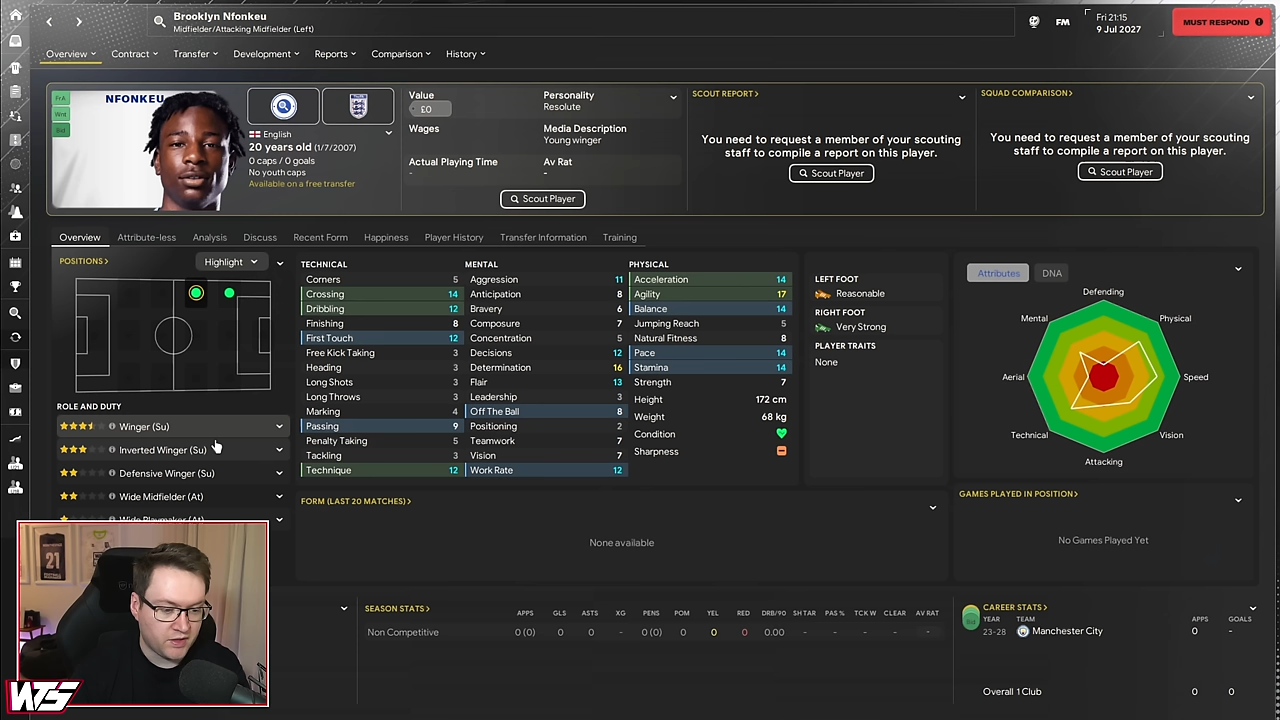 Brooklyn Nfonkeu
Midfielder/Attacking Midfielder (Left)
FM
Fri 21:15
9 Jul 2027
MUST RESPOND
Overview
Contract
Transfer
Development
Reports
Comparison
History
FrA
Wnt
Bid
NFONKEU
English
20 years old (1/7/2007)
0 caps / 0 goals
No youth caps
Available on a free transfer
Value
£0
Wages
Actual Playing Time
-
Personality
Resolute
Media Description
Young winger
Av Rat
-
Scout Player
SCOUT REPORT >
You need to request a member of your scouting
staff to compile a report on this player.
Scout Player
SQUAD COMPARISON >
You need to request a member of your scouting
staff to compile a report on this player.
Scout Player
Overview
Attribute-less
Analysis
Discuss
Recent Form
Happiness
Player History
Transfer Information
Training
POSITIONS >
Highlight
ROLE AND DUTY
Winger (Su)
Inverted Winger (Su)
Defensive Winger (Su)
Wide Midfielder (At)
Wide Playmaker (At)
TECHNICAL
Corners 5
Crossing 14
Dribbling 12
Finishing 8
First Touch 12
Free Kick Taking 3
Heading 3
Long Shots 3
Long Throws 3
Marking 4
Passing 9
Penalty Taking 5
Tackling 3
Technique 12
MENTAL
Aggression 11
Anticipation 8
Bravery 6
Composure 7
Concentration 5
Decisions 12
Determination 16
Flair 13
Leadership 3
Off The Ball 8
Positioning 2
Teamwork 7
Vision 7
Work Rate 12
PHYSICAL
Acceleration 14
Agility 17
Balance 14
Jumping Reach 5
Natural Fitness 8
Pace 14
Stamina 14
Strength 7
Height 172 cm
Weight 68 kg
Condition
Sharpness
LEFT FOOT
Reasonable
RIGHT FOOT
Very Strong
PLAYER TRAITS
None
Attributes
DNA
Defending
Physical
Speed
Vision
Attacking
Technical
Aerial
Mental
FORM (LAST 20 MATCHES) >
None available
GAMES PLAYED IN POSITION >
No Games Played Yet
SEASON STATS >
APPS GLS ASTS XG PENS POM YEL RED DRB/90 SH TAR PAS % TCK W CLEAR AV RAT
Non Competitive 0 (0) 0 0 - 0 (0) 0 0 0 0.00 - - - - -
CAREER STATS >
YEAR TEAM APPS GOALS
23-28 Manchester City 0 -
Overall 1 Club 0 0
Bid
21
WTS